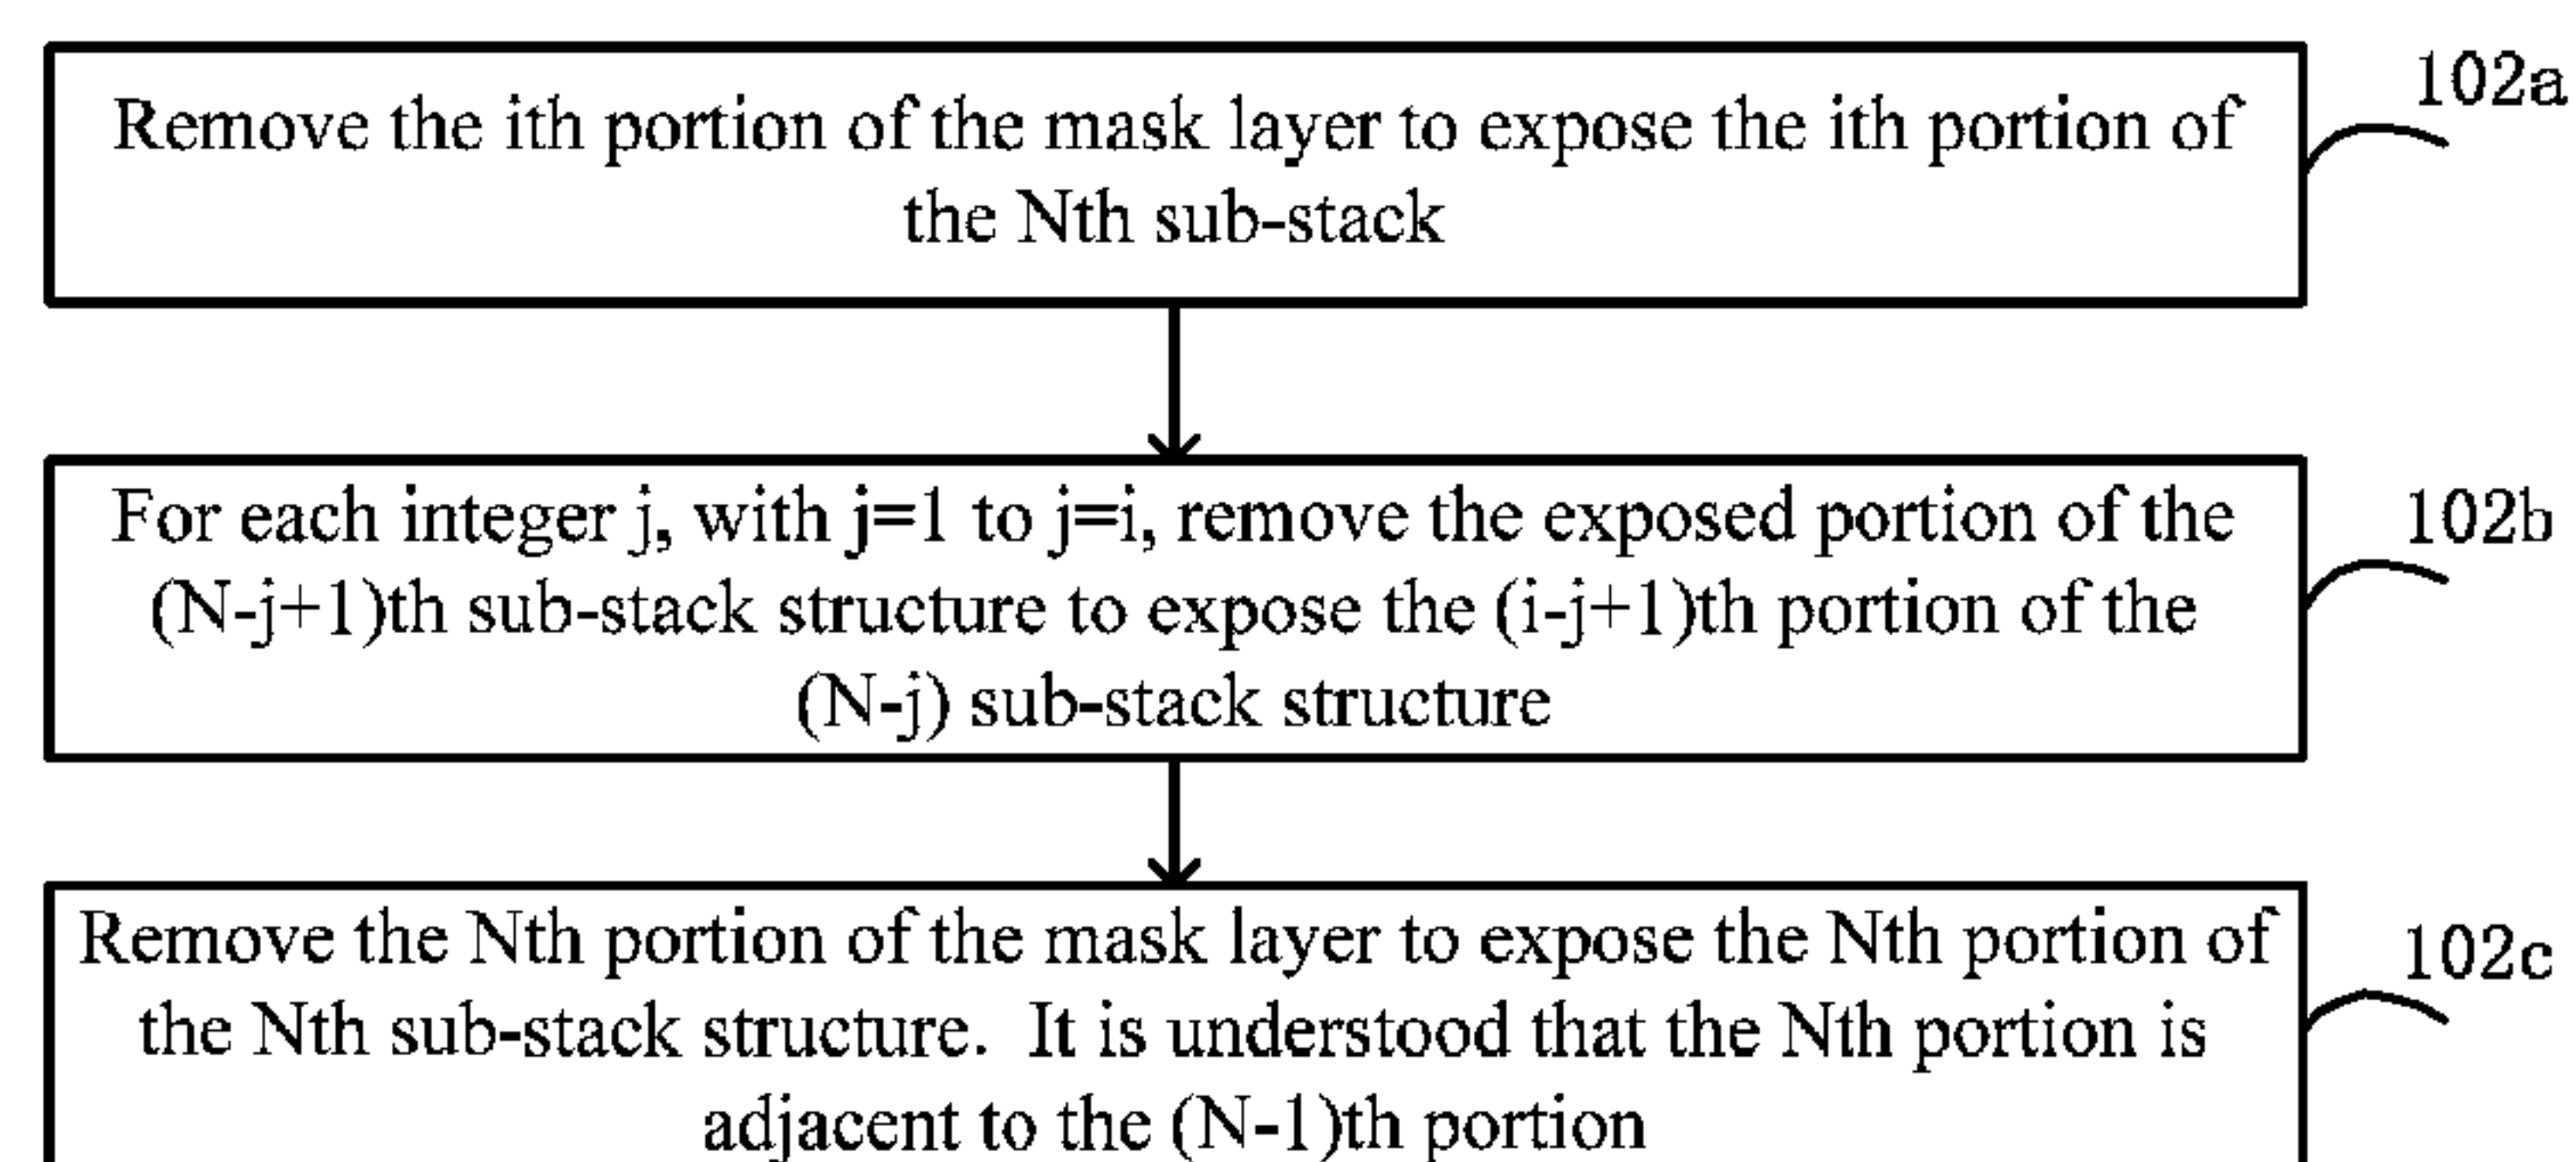 Remove the ith portion of the mask layer to expose the ith portion of
the Nth sub-stack
102a
For each integer j, with j=1 to j=i, remove the exposed portion of the
(N-j+1)th sub-stack structure to expose the (i-j+1)th portion of the
(N-j) sub-stack structure
102b
Remove the Nth portion of the mask layer to expose the Nth portion of
the Nth sub-stack structure.  It is understood that the Nth portion is
adjacent to the (N-1)th portion
102c